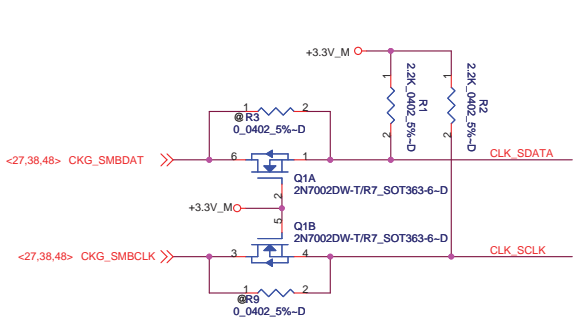 +3.3V_M
1
2
@R3
0_0402_5%~D
1
2.2K_0402_5%~D
R1
2
1
2.2K_0402_5%~D
R2
2
<27,38,48> CKG_SMBDAT
6
1
CLK_SDATA
Q1A
2N7002DW-T/R7_SOT363-6~D
2
+3.3V_M
5
Q1B
2N7002DW-T/R7_SOT363-6~D
<27,38,48> CKG_SMBCLK
3
4
CLK_SCLK
1
2
@R9
0_0402_5%~D